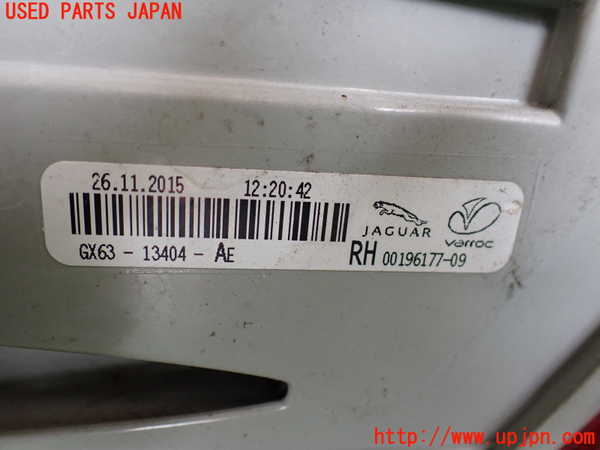 USED PARTS JAPAN
26.11.2015 12:20:42
JAGUAR
varroc
GX63 - 13404 - AE
RH 00196177-09
http://www.upjpn.com/